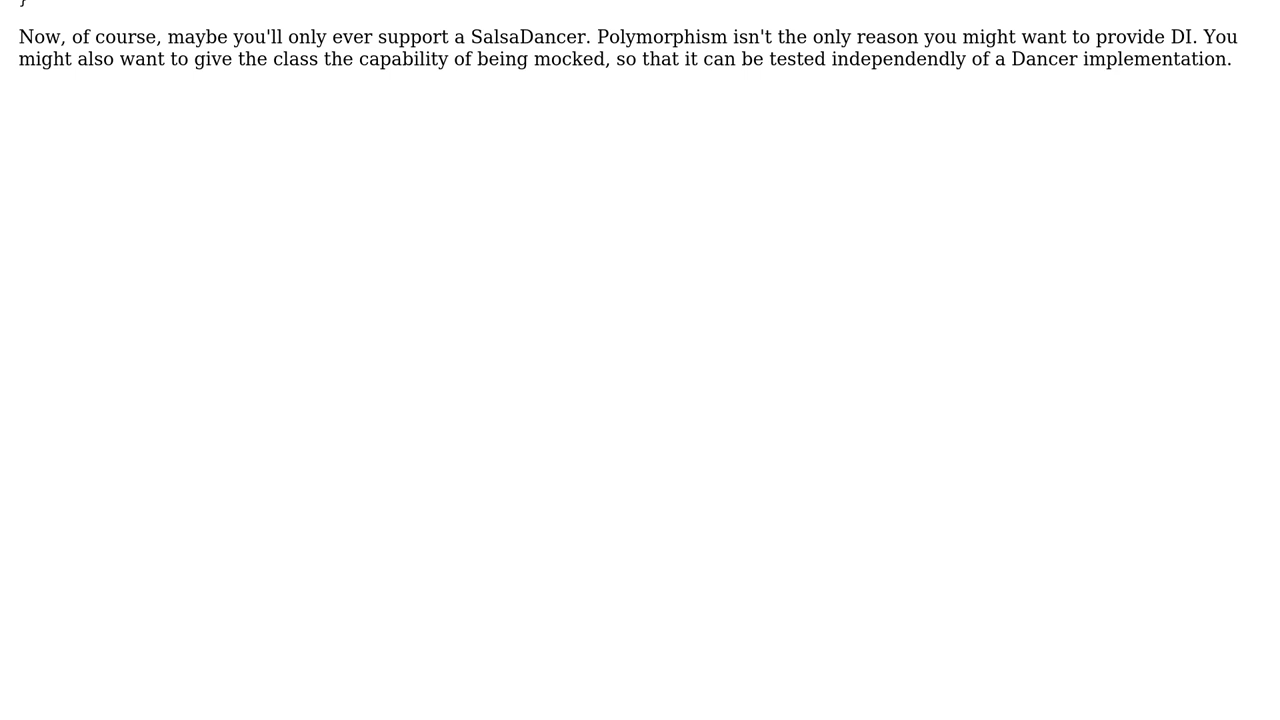 }
Now, of course, maybe you'll only ever support a SalsaDancer. Polymorphism isn't the only reason you might want to provide DI. You
might also want to give the class the capability of being mocked, so that it can be tested independendly of a Dancer implementation.